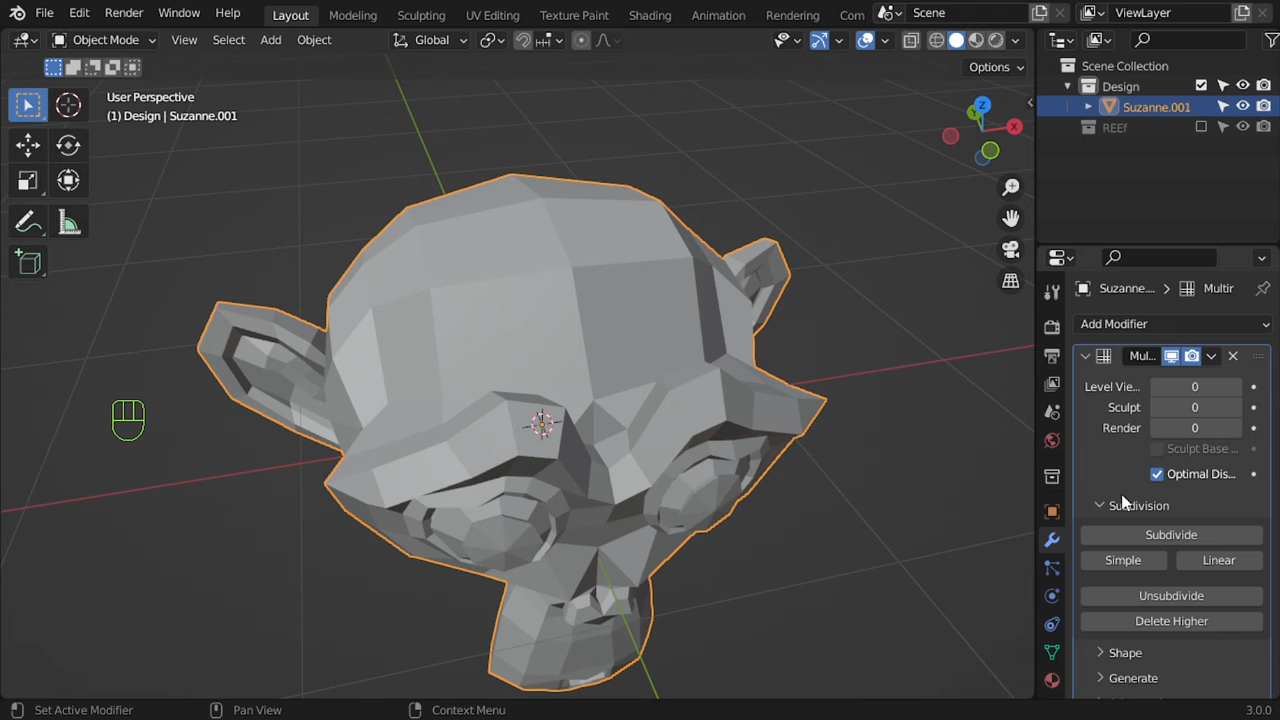 File Edit Render Window Help Layout Modeling Sculpting UV Editing Texture Paint Shading Animation Rendering Com Scene ViewLayer
Object Mode View Select Add Object Global
Options
User Perspective
(1) Design | Suzanne.001
Z
Y
X
Scene Collection
Design
Suzanne.001
REEf
Suzanne.... Multir
Add Modifier
Mul...
Level Vie... 0
Sculpt 0
Render 0
Sculpt Base ...
Optimal Dis...
Subdivision
Subdivide
Simple Linear
Unsubdivide
Delete Higher
Shape
Generate
Set Active Modifier Pan View Context Menu 3.0.0